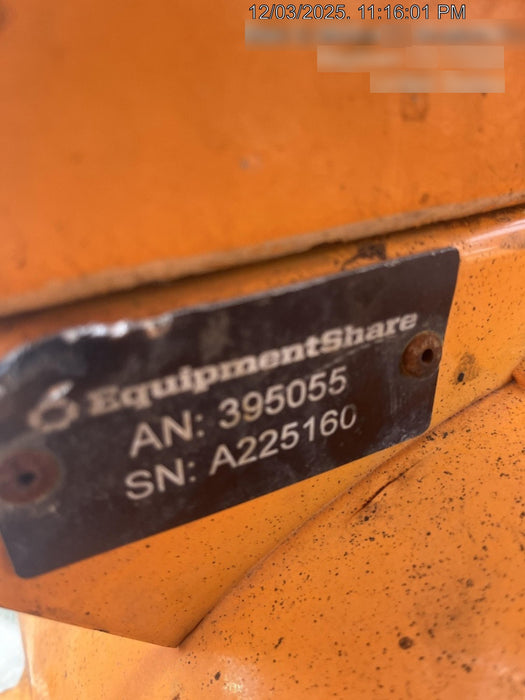 12/03/2025. 11:16:01 PM
EquipmentShare
AN: 395055
SN: A225160